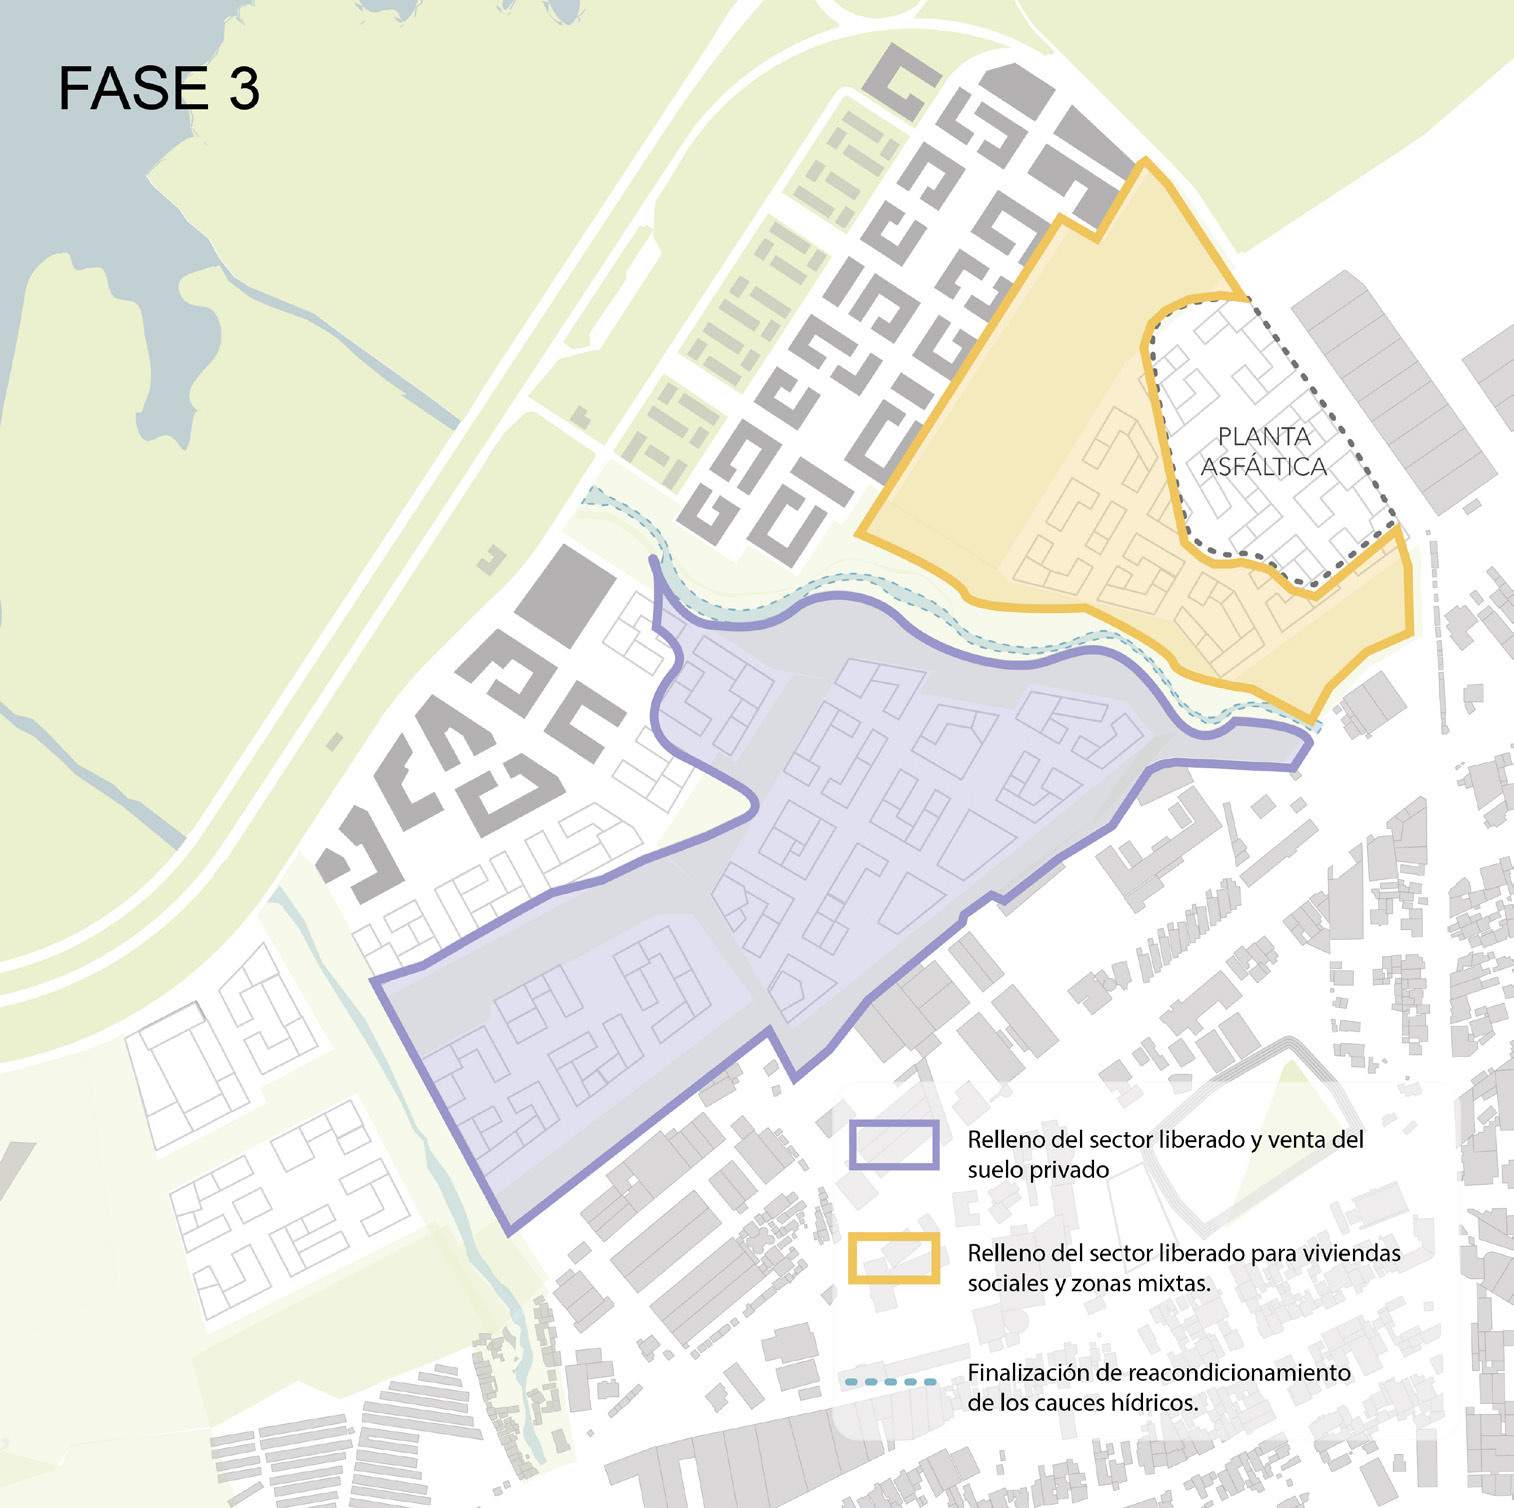 FASE 3
PLANTA
ASFÁLTICA
Relleno del sector liberado y venta del
suelo privado
Relleno del sector liberado para viviendas
sociales y zonas mixtas.
Finalización de reacondicionamiento
de los cauces hídricos.